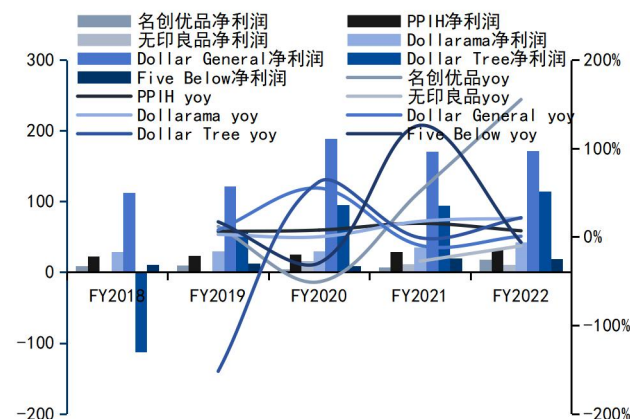 名创优品净利润 PPIH净利润
无印良品净利润 Dollarama净利润
Dollar General净利润 Dollar Tree净利润
Five Below净利润 名创优品yoy
PPIH yoy 无印良品yoy
Dollarama yoy Dollar General yoy
Dollar Tree yoy Five Below yoy
300 200%
200
100%
100
0%
0
FY2018 FY2019 FY2020 FY2021 FY2022
-100 -100%
-200 -200%